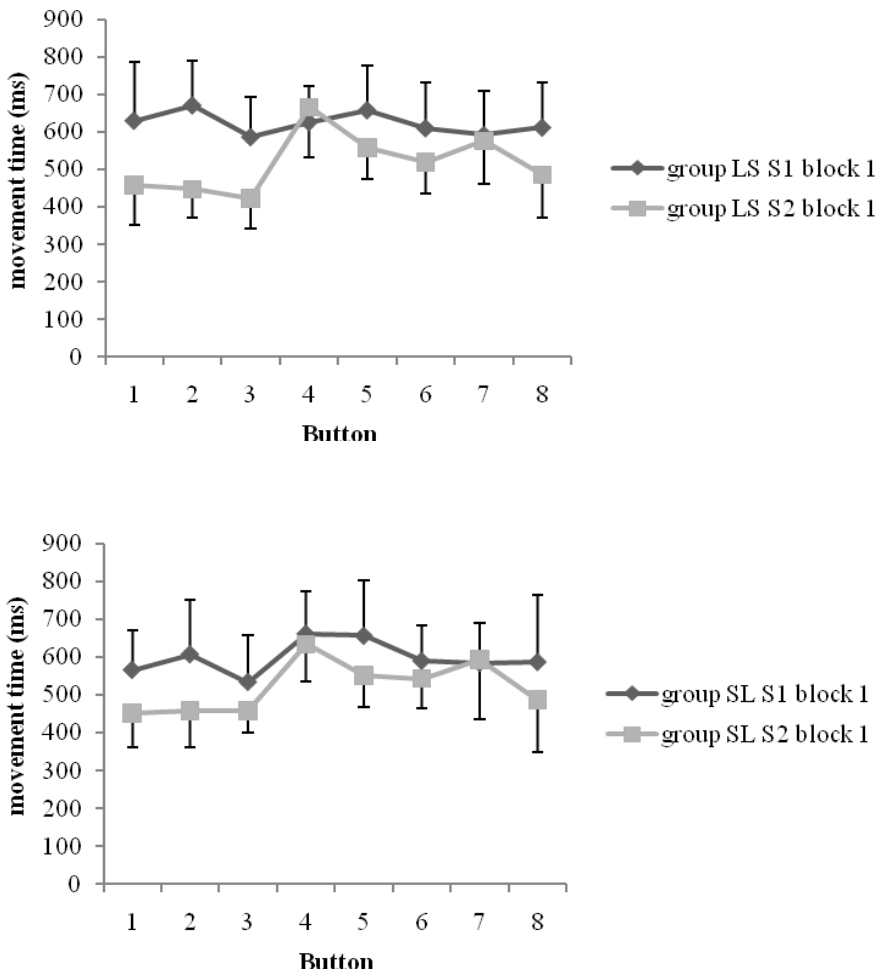 900
800
700
600
500
400
300
200
100
0
movement time (ms)
1 2 3 4 5 6 7 8
Button
group LS S1 block 1
group LS S2 block 1
900
800
700
600
500
400
300
200
100
0
movement time (ms)
1 2 3 4 5 6 7 8
Button
group SL S1 block 1
group SL S2 block 1